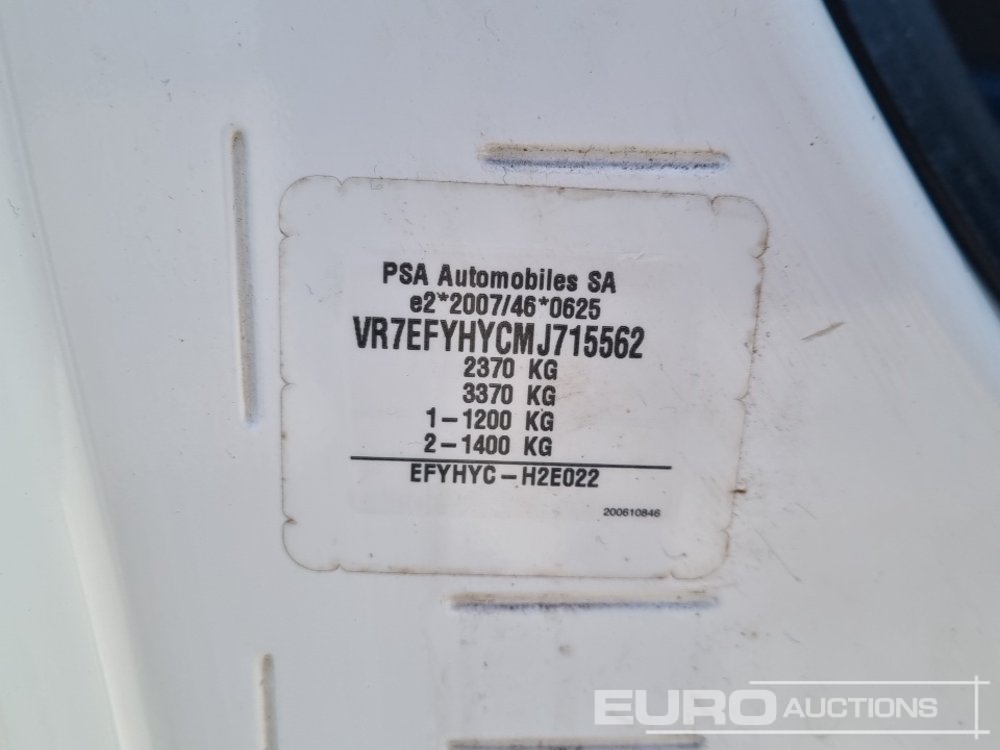 PSA Automobiles SA
e2*2007/46*0625
VR7EFYHYCMJ715562
2370 KG
3370 KG
1-1200 KG
2-1400 KG
EFYHYC-H2E022
200610846
EURO AUCTIONS